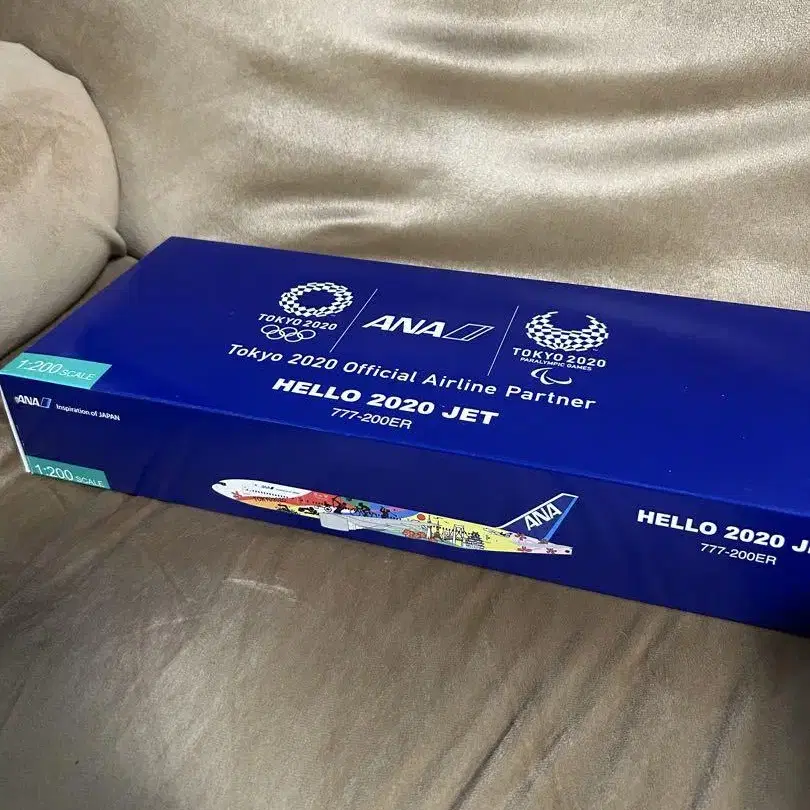 TOKYO 2020
ANA
TOKYO 2020
PARALYMPIC GAMES
Tokyo 2020 Official Airline Partner
HELLO 2020 JET
777-200ER
1:200 SCALE
ANA Inspiration of JAPAN
1:200 SCALE
ANA
HELLO 2020 J
777-200ER